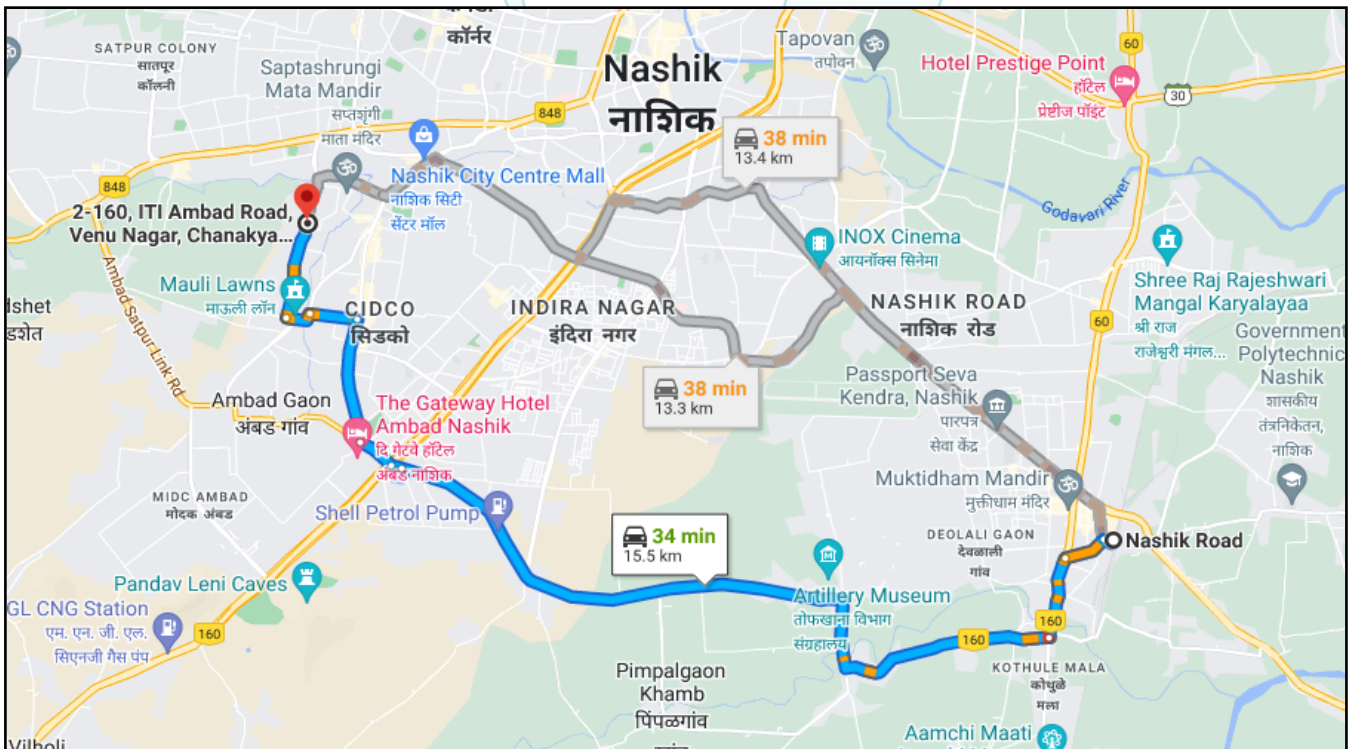 कॉर्नर
SATPUR COLONY
सातपूर
कॉलनी
Saptashrungi
Mata Mandir
सप्तशृंगी
माता मंदिर
848
Nashik
नाशिक
Tapovan
तपोवन
60
Hotel Prestige Point
हॉटेल
प्रेष्टीज पॉइंट
30
38 min
13.4 km
Nashik City Centre Mall
नाशिक सिटी
सेंटर मॉल
848
2-160, ITI Ambad Road,
Venu Nagar, Chanakya...
Godavari River
INOX Cinema
आयनॉक्स सिनेमा
Shree Raj Rajeshwari
Mangal Karyalayaa
श्री राज
राजेश्वरी मंगल...
Mauli Lawns
माऊली लॉन
Ambad Satpur Link Rd
CIDCO
सिडको
INDIRA NAGAR
इंदिरा नगर
NASHIK ROAD
नाशिक रोड
60
Government
Polytechnic
Nashik
शासकीय
तंत्रनिकेतन,
नाशिक
dshet
डशेत
38 min
13.3 km
Passport Seva
Kendra, Nashik
पारपत्र
सेवा केंद्र
Ambad Gaon
अंबड गांव
The Gateway Hotel
Ambad Nashik
दि गेटवे हॉटेल
अंबड नाशिक
Muktidham Mandir
मुक्तीधाम मंदिर
MIDC AMBAD
मोदक अंबड
Shell Petrol Pump
34 min
15.5 km
DEOLALI GAON
देवळाली
गांव
Nashik Road
Pandav Leni Caves
GL CNG Station
एम. एन. जी. एल.
सिएनजी गैस पंप
160
Artillery Museum
तोफखाना विभाग
संग्रहालय
160
160
KOTHULE MALA
कोथुळे
मला
Pimpalgaon
Khamb
पिंपळगांव
Aamchi Maati
Vilholi